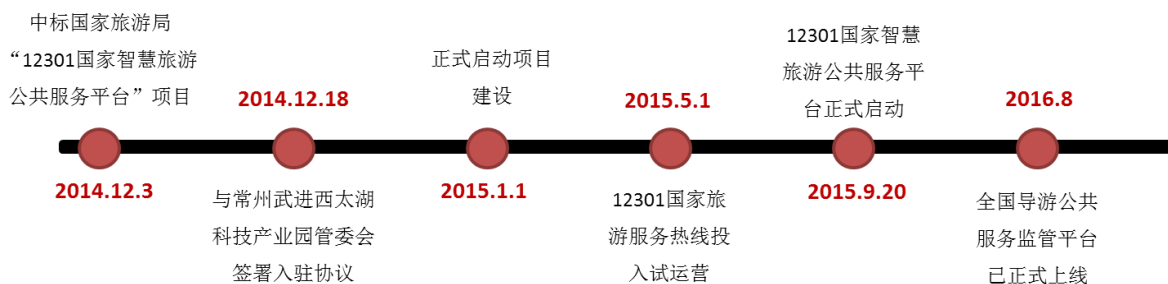 中标国家旅游局
“12301国家智慧旅游
公共服务平台”项目
2014.12.3
2014.12.18
与常州武进西太湖
科技产业园管委会
签署入驻协议
正式启动项目
建设
2015.1.1
2015.5.1
12301国家旅
游服务热线投
入试运营
12301国家智慧
旅游公共服务平
台正式启动
2015.9.20
2016.8
全国导游公共
服务监管平台
已正式上线